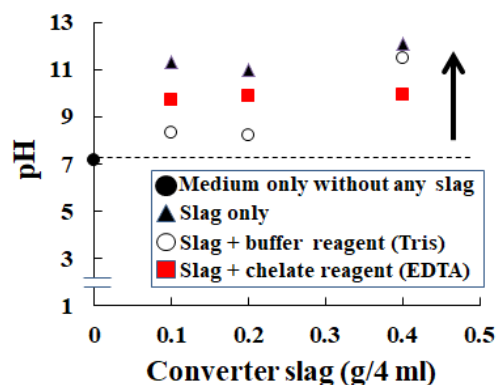 13
11
9
7
5
3
1
pH
Medium only without any slag
Slag only
Slag + buffer reagent (Tris)
Slag + chelate reagent (EDTA)
0 0.1 0.2 0.3 0.4 0.5
Converter slag (g/4 ml)